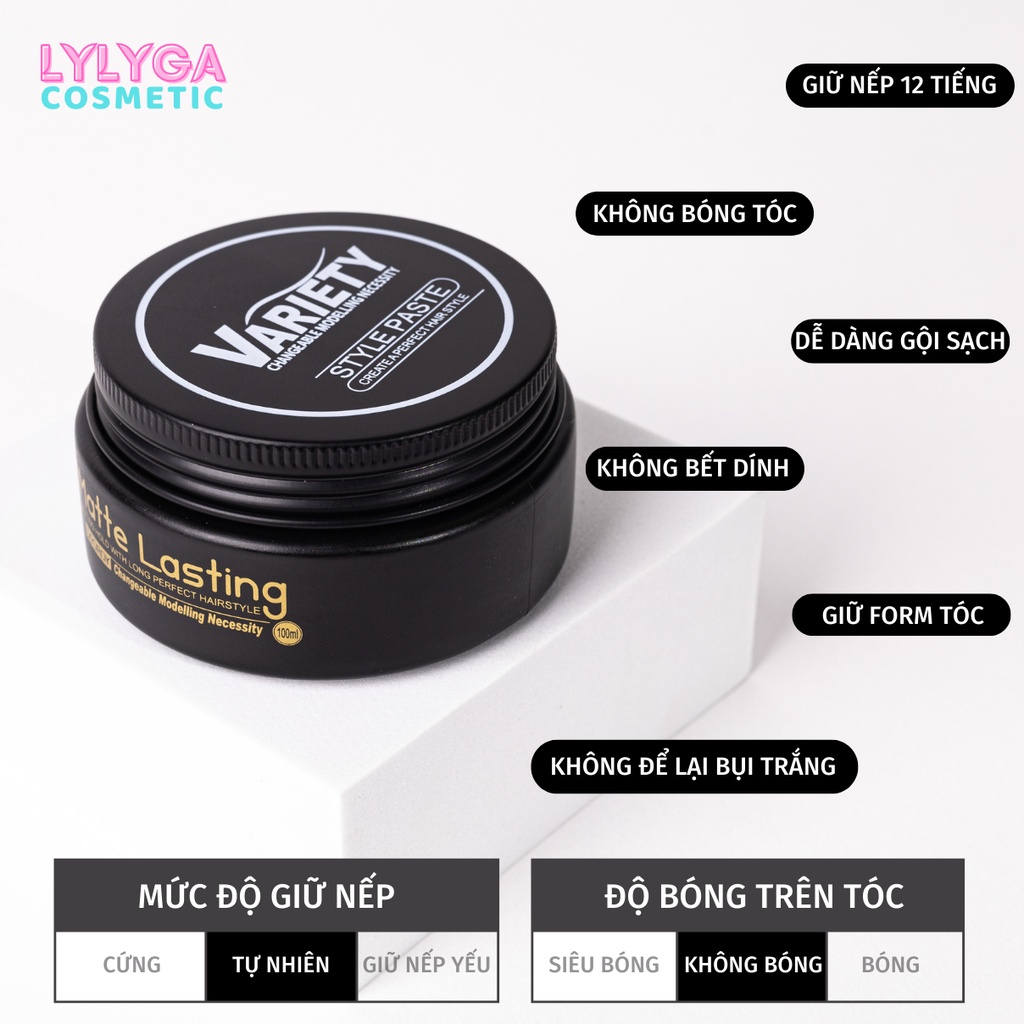 LYLYGA
COSMETIC
GIỮ NẾP 12 TIẾNG
KHÔNG BÓNG TÓC
DỄ DÀNG GỘI SẠCH
KHÔNG BẾT DÍNH
GIỮ FORM TÓC
KHÔNG ĐỂ LẠI BỤI TRẮNG
VARIETY
CHANGEABLE MODELLING NECESSITY
STYLE PASTE
CREATE A PERFECT HAIR STYLE
Matte Lasting
HOLD WITH LONG PERFECT HAIRSTYLE
Changeable Modelling Necessity
100ml
MỨC ĐỘ GIỮ NẾP
CỨNG
TỰ NHIÊN
GIỮ NẾP YẾU
ĐỘ BÓNG TRÊN TÓC
SIÊU BÓNG
KHÔNG BÓNG
BÓNG